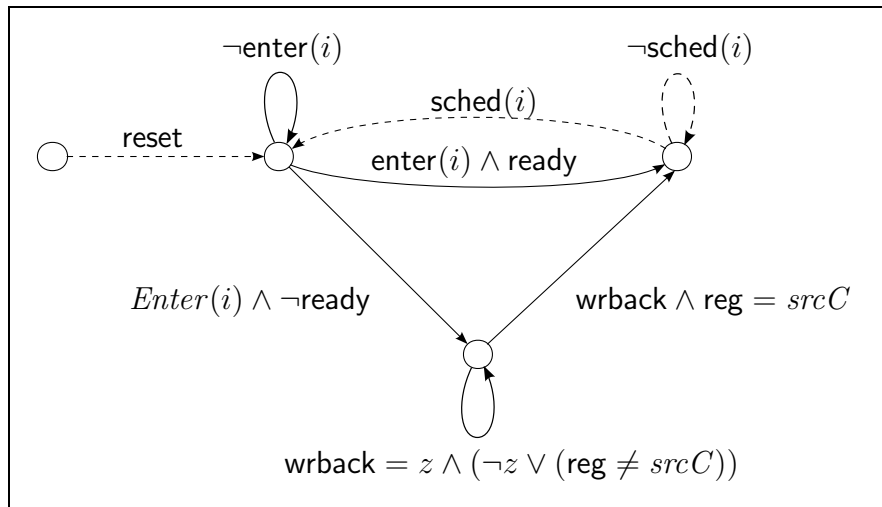 ¬enter(i)
¬sched(i)
sched(i)
reset
enter(i) ∧ ready
Enter(i) ∧ ¬ready
wrback ∧ reg = srcC
wrback = z ∧ (¬z ∨ (reg ≠ srcC))